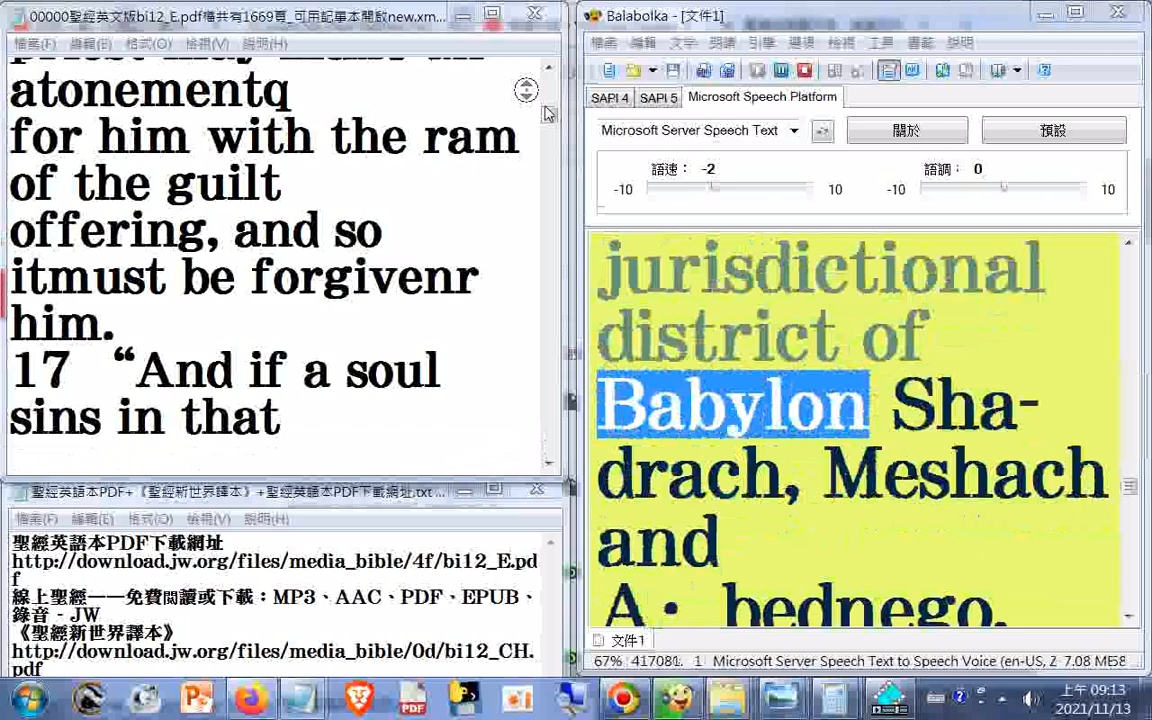 00000聖經英文版bi12_E.pdf檔共有1669頁_可用記事本開啟new.xm...
檔案(F) 編輯(E) 格式(O) 檢視(V) 說明(H)
atonementq
for him with the ram
of the guilt
offering, and so
itmust be forgivenr
him.
17 “And if a soul
sins in that
聖經英語本PDF+《聖經新世界譯本》+聖經英語本PDF下載網址.txt ...
檔案(F) 編輯(E) 格式(O) 檢視(V) 說明(H)
聖經英語本PDF下載網址
http://download.jw.org/files/media_bible/4f/bi12_E.pd
f
線上聖經——免費閱讀或下載：MP3、AAC、PDF、EPUB、
錄音 - JW
《聖經新世界譯本》
http://download.jw.org/files/media_bible/0d/bi12_CH.
pdf
Balabolka - [文件1]
檔案 編輯 文字 朗讀 引擎 選項 檢視 工具 書籤 說明
SAPI 4 SAPI 5 Microsoft Speech Platform
Microsoft Server Speech Text 關於 預設
語速： -2 語調： 0
-10 10 -10 10
jurisdictional
district of
Babylon Sha-
drach, Meshach
and
A· bednego,
文件1
67% 417081. 1 Microsoft Server Speech Text to Speech Voice (en-US, Z 7.08 ME58
上午 09:13
2021/11/13